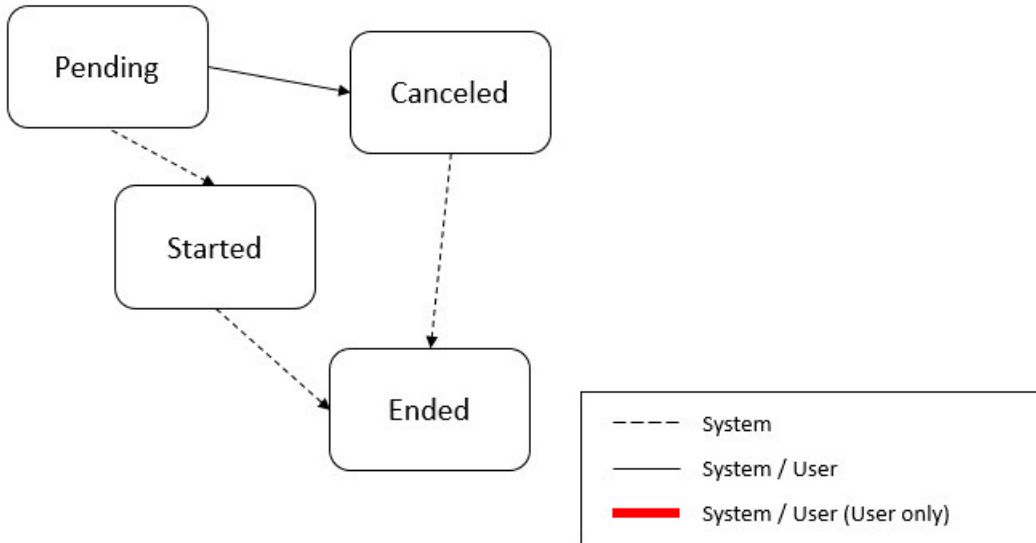 Pending
Canceled
Started
Ended
System
System / User
System / User (User only)